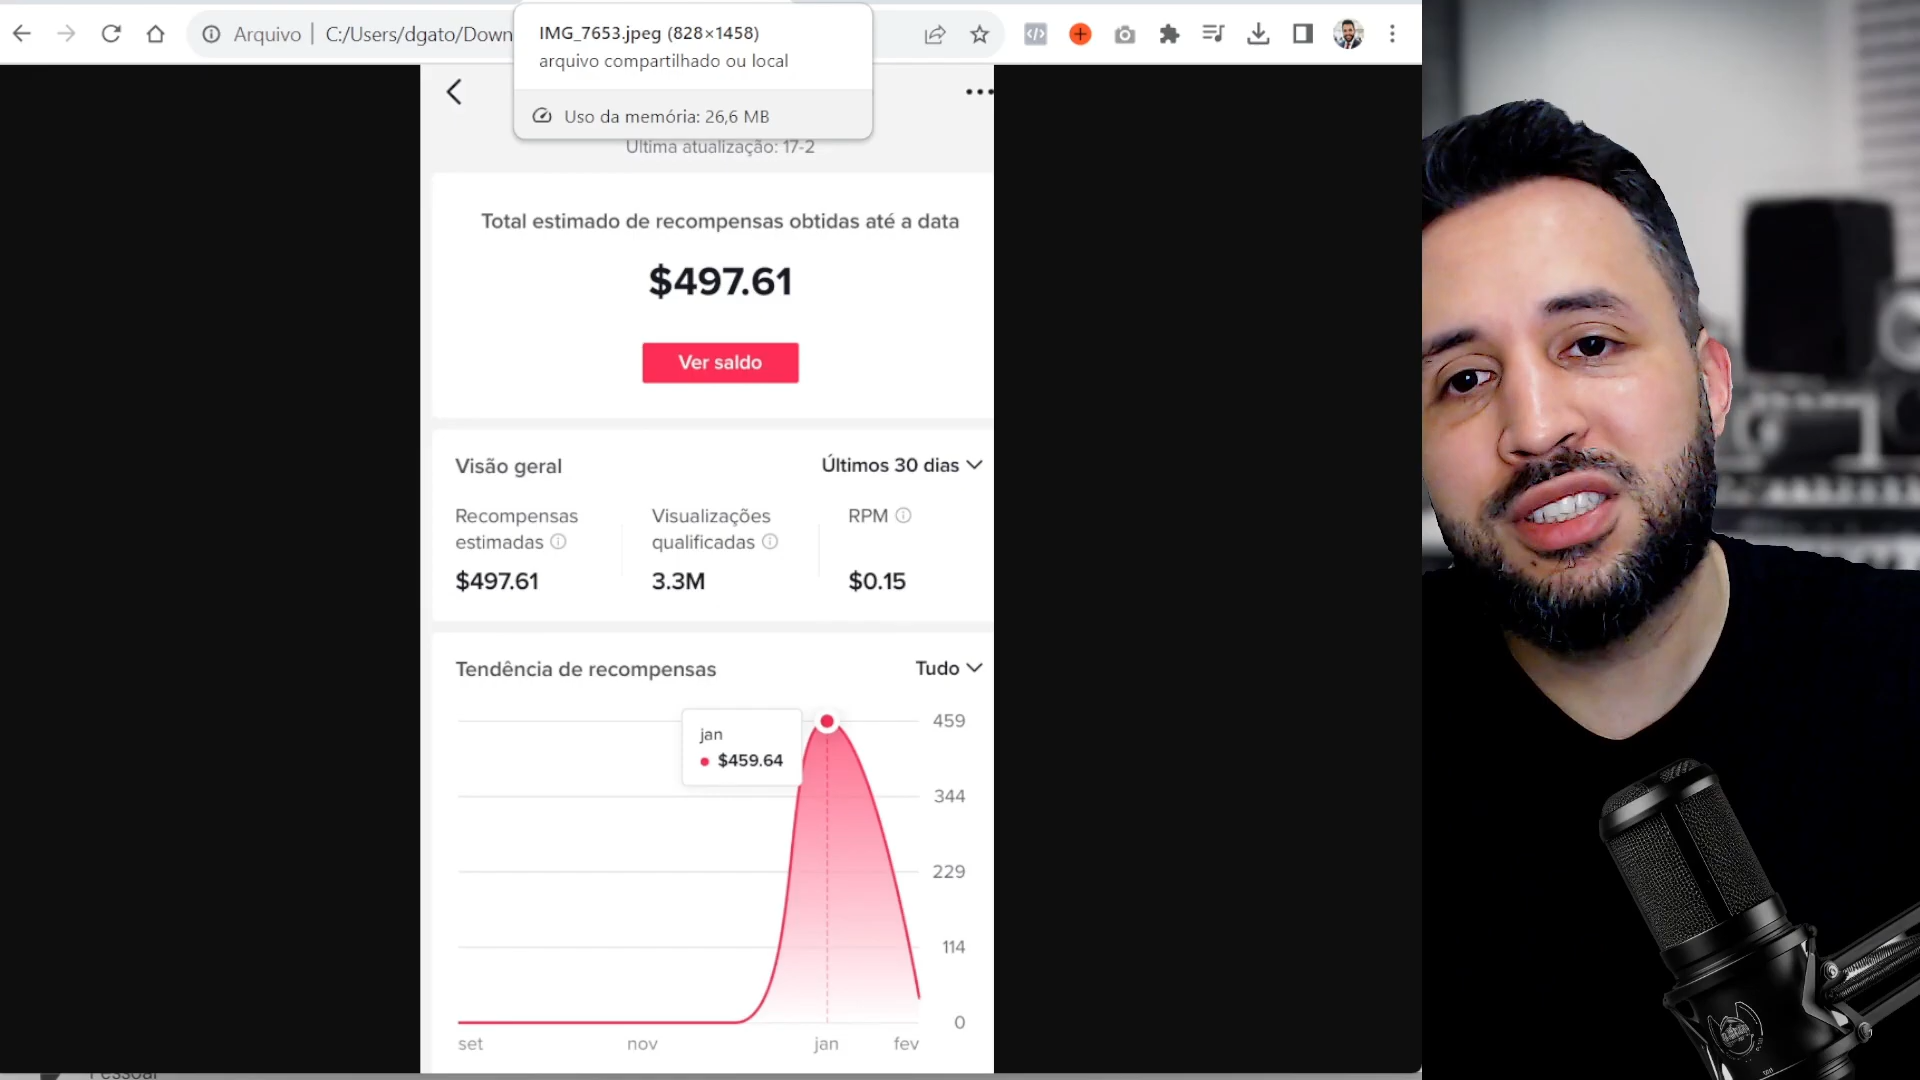 Arquivo
C:/Users/dgato/Down
IMG_7653.jpeg (828×1458)
arquivo compartilhado ou local
Uso da memória: 26,6 MB
Última atualização: 17-2
Total estimado de recompensas obtidas até a data
$497.61
Ver saldo
Visão geral
Últimos 30 dias
Recompensas
estimadas
$497.61
Visualizações
qualificadas
3.3M
RPM
$0.15
Tendência de recompensas
Tudo
jan
$459.64
459
344
229
114
0
set
nov
jan
fev
Pessoal